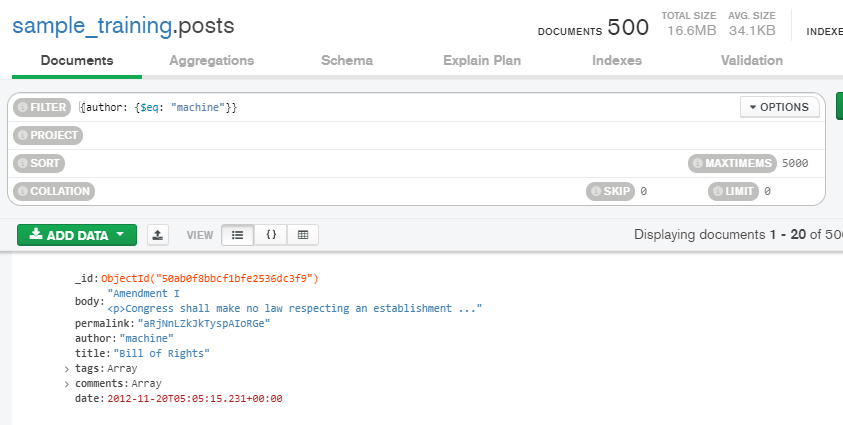 sample_training.posts
DOCUMENTS 500 TOTAL SIZE 16.6MB AVG. SIZE 34.1KB INDEXE
Documents Aggregations Schema Explain Plan Indexes Validation
FILTER {author: {$eq: "machine"}} OPTIONS
PROJECT
SORT MAXTIMEMS 5000
COLLATION SKIP 0 LIMIT 0
ADD DATA VIEW {} Displaying documents 1 - 20 of 500
_id: ObjectId("50ab0f8bbcf1bfe2536dc3f9")
body: "Amendment I
<p>Congress shall make no law respecting an establishment ..."
permalink: "aRjNnLZkJkTyspAIoRGe"
author: "machine"
title: "Bill of Rights"
tags: Array
comments: Array
date: 2012-11-20T05:05:15.231+00:00